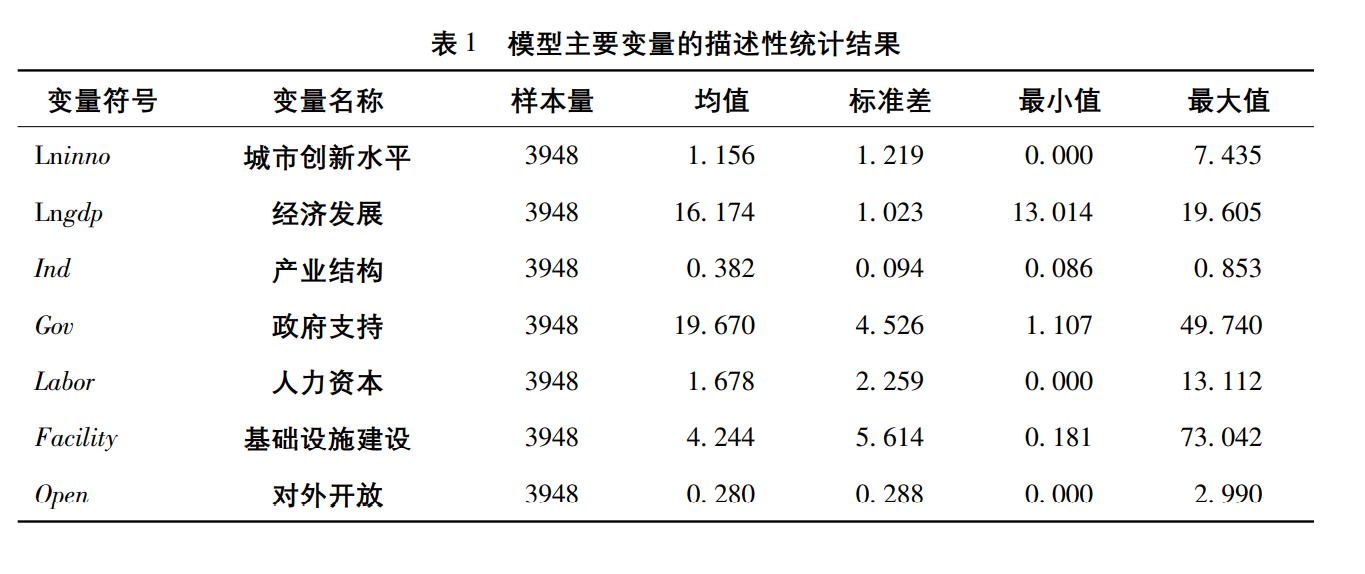 表 1 模型主要变量的描述性统计结果
变量符号 变量名称 样本量 均值 标准差 最小值 最大值
Lninno 城市创新水平 3948 1. 156 1. 219 0. 000 7. 435
Lngdp 经济发展 3948 16. 174 1. 023 13. 014 19. 605
Ind 产业结构 3948 0. 382 0. 094 0. 086 0. 853
Gov 政府支持 3948 19. 670 4. 526 1. 107 49. 740
Labor 人力资本 3948 1. 678 2. 259 0. 000 13. 112
Facility 基础设施建设 3948 4. 244 5. 614 0. 181 73. 042
Open 对外开放 3948 0. 280 0. 288 0. 000 2. 990